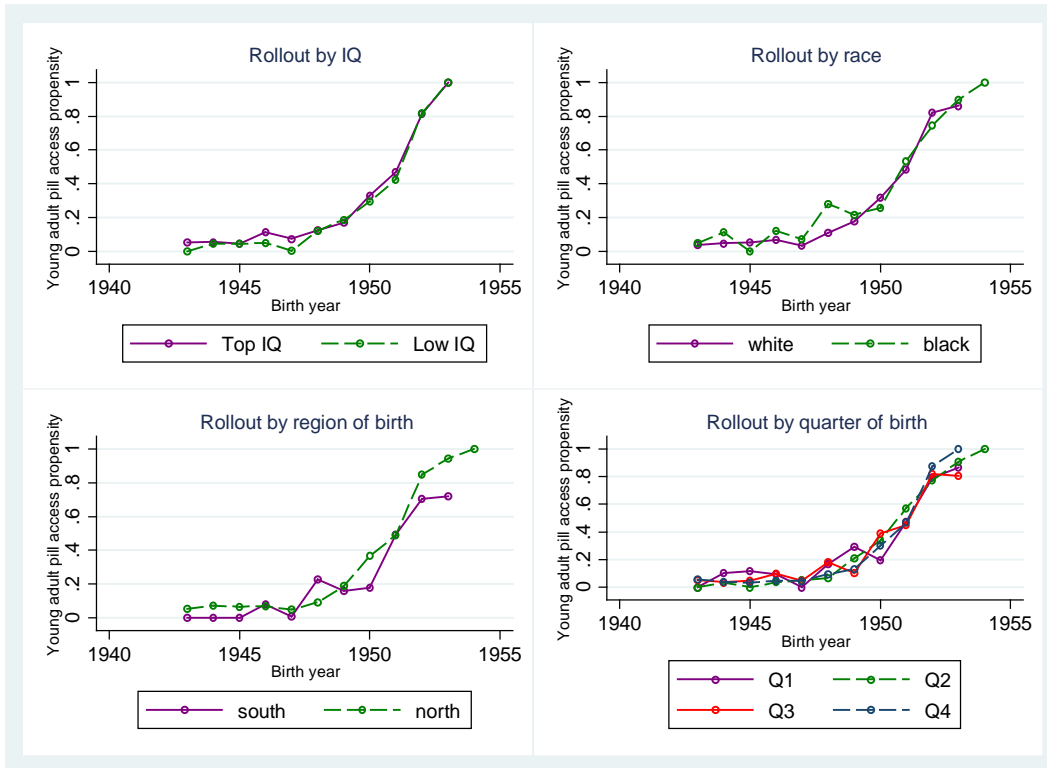 Rollout by IQ
Young adult pill access propensity
1
.8
.6
.4
.2
0
1940 1945 1950 1955
Birth year
Top IQ Low IQ
Rollout by race
Young adult pill access propensity
1
.8
.6
.4
.2
0
1940 1945 1950 1955
Birth year
white black
Rollout by region of birth
Young adult pill access propensity
1
.8
.6
.4
.2
0
1940 1945 1950 1955
Birth year
south north
Rollout by quarter of birth
Young adult pill access propensity
1
.8
.6
.4
.2
0
1940 1945 1950 1955
Birth year
Q1 Q2
Q3 Q4